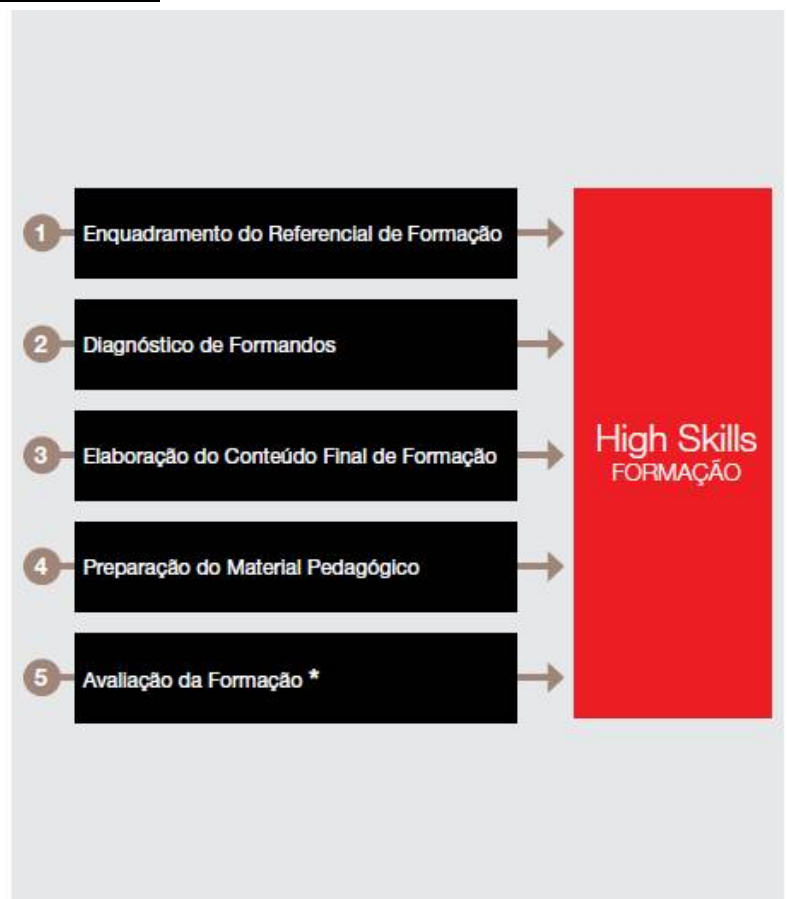 1 Enquadramento do Referencial de Formação
2 Diagnóstico de Formandos
3 Elaboração do Conteúdo Final de Formação
4 Preparação do Material Pedagógico
5 Avaliação da Formação *
High Skills
FORMAÇÃO